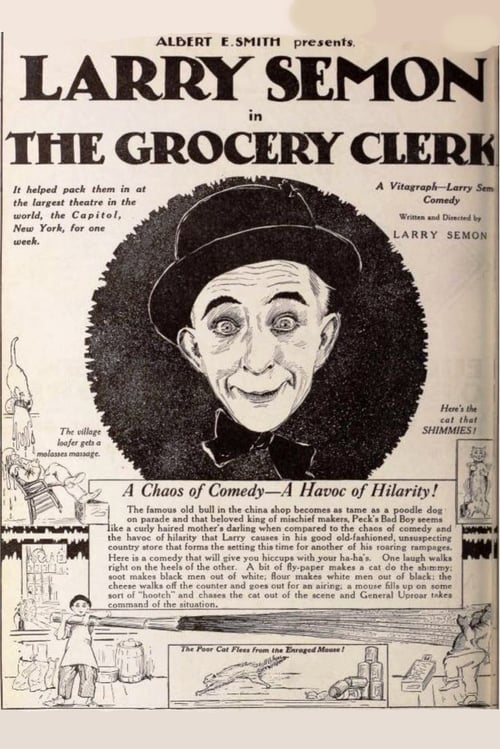 ALBERT E. SMITH presents.
LARRY SEMON
in
THE GROCERY CLERK
It helped pack them in at
the largest theatre in the
world, the Capitol,
New York, for one
week.
A Vitagraph—Larry Sem
Comedy
Written and Directed by
LARRY SEMON
The village
loafer gets a
molasses massage.
Here's the
cat that
SHIMMIES!
A Chaos of Comedy—A Havoc of Hilarity!
The famous old bull in the china shop becomes as tame as a poodle dog
on parade and that beloved king of mischief makers, Peck's Bad Boy seems
like a curly haired mother's darling when compared to the chaos of comedy and
the havoc of hilarity that Larry causes in his good old-fashioned, unsuspecting
country store that forms the setting this time for another of his roaring rampages.
Here is a comedy that will give you hiccups with your ha-ha's. One laugh walks
right on the heels of the other. A bit of fly-paper makes a cat do the shimmy;
soot makes black men out of white; flour makes white men out of black; the
cheese walks off the counter and goes out for an airing; a mouse fills up on some
sort of "hootch" and chases the cat out of the scene and General Uproar takes
command of the situation.
The Poor Cat Flees from the Enraged Mouse!